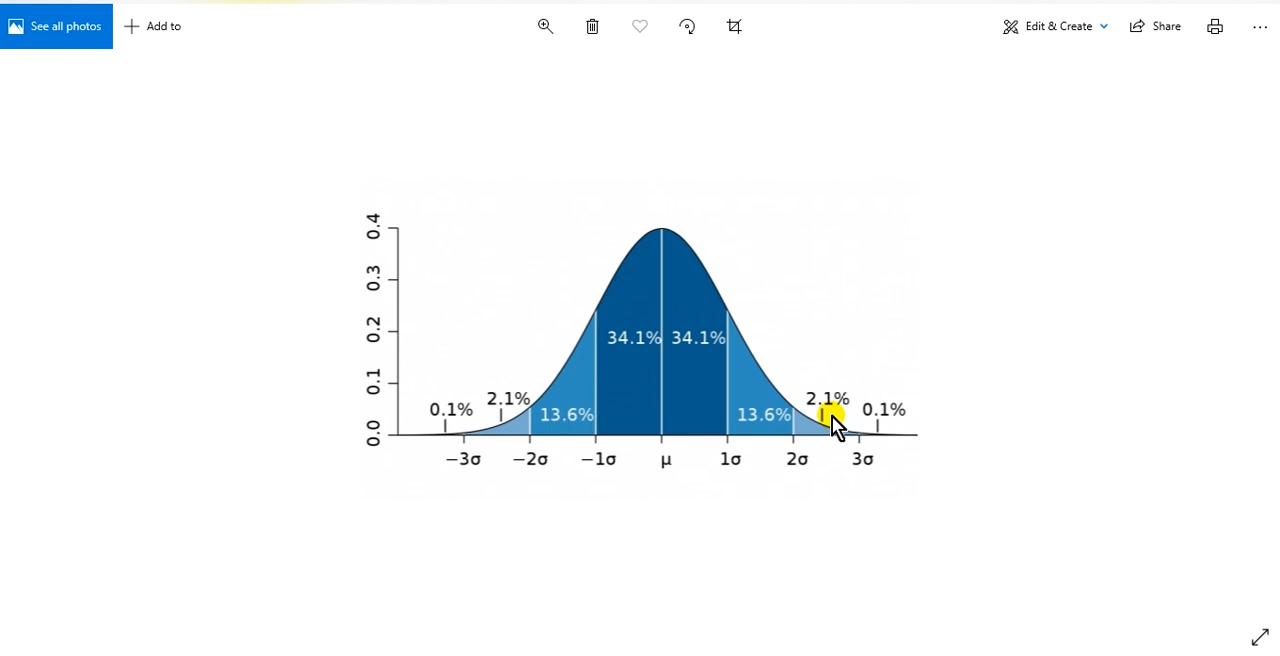 See all photos
Add to
Edit & Create
Share
0.4
0.3
0.2
0.1
0.0
34.1% 34.1%
0.1% 2.1% 13.6% 13.6% 2.1% 0.1%
−3σ −2σ −1σ μ 1σ 2σ 3σ